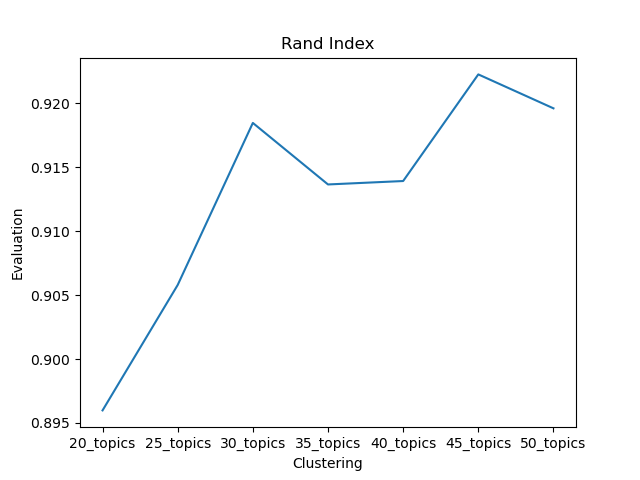 Rand Index
Evaluation
0.920
0.915
0.910
0.905
0.900
0.895
20_topics 25_topics 30_topics 35_topics 40_topics 45_topics 50_topics
Clustering